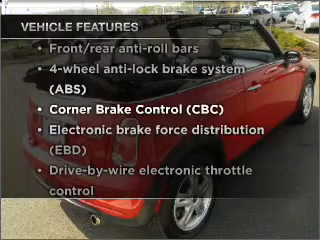 VEHICLE FEATURES
• Front/rear anti-roll bars
• 4-wheel anti-lock brake system
(ABS)
• Corner Brake Control (CBC)
• Electronic brake force distribution
(EBD)
• Drive-by-wire electronic throttle
control